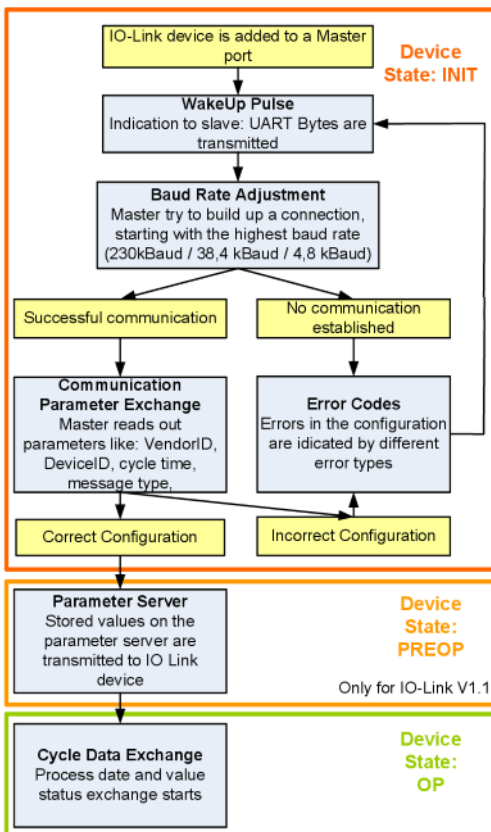 IO-Link device is added to a Master
port
Device
State: INIT
WakeUp Pulse
Indication to slave: UART Bytes are
transmitted
Baud Rate Adjustment
Master try to build up a connection,
starting with the highest baud rate
(230kBaud / 38,4 kBaud / 4,8 kBaud)
Successful communication
No communication
established
Communication
Parameter Exchange
Master reads out
parameters like: VendorID,
DeviceID, cycle time,
message type,
Error Codes
Errors in the configuration
are idicated by different
error types
Correct Configuration
Incorrect Configuration
Parameter Server
Stored values on the
parameter server are
transmitted to IO Link
device
Device
State:
PREOP
Only for IO-Link V1.1
Cycle Data Exchange
Process date and value
status exchange starts
Device
State:
OP